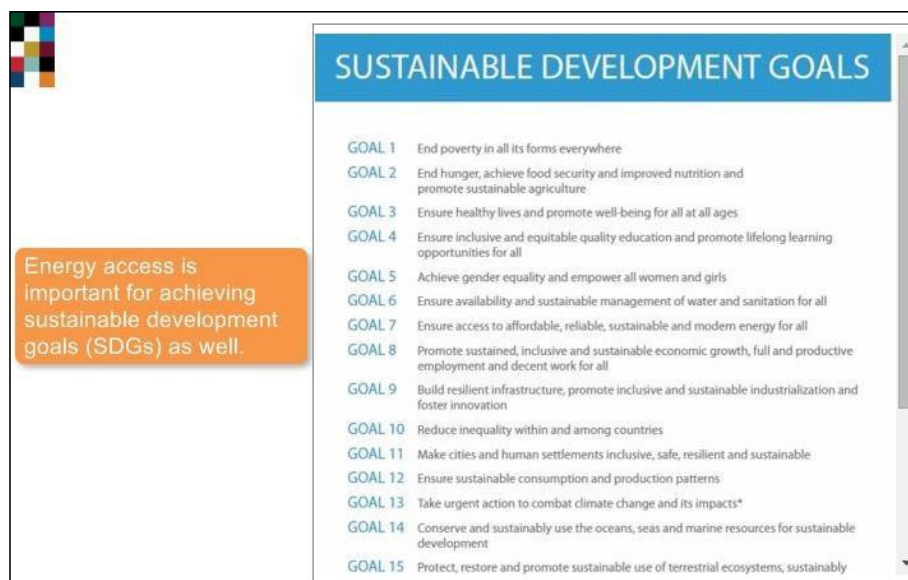 SUSTAINABLE DEVELOPMENT GOALS
GOAL 1 End poverty in all its forms everywhere
GOAL 2 End hunger, achieve food security and improved nutrition and
promote sustainable agriculture
GOAL 3 Ensure healthy lives and promote well-being for all at all ages
GOAL 4 Ensure inclusive and equitable quality education and promote lifelong learning
opportunities for all
GOAL 5 Achieve gender equality and empower all women and girls
GOAL 6 Ensure availability and sustainable management of water and sanitation for all
GOAL 7 Ensure access to affordable, reliable, sustainable and modern energy for all
GOAL 8 Promote sustained, inclusive and sustainable economic growth, full and productive
employment and decent work for all
GOAL 9 Build resilient infrastructure, promote inclusive and sustainable industrialization and
foster innovation
GOAL 10 Reduce inequality within and among countries
GOAL 11 Make cities and human settlements inclusive, safe, resilient and sustainable
GOAL 12 Ensure sustainable consumption and production patterns
GOAL 13 Take urgent action to combat climate change and its impacts*
GOAL 14 Conserve and sustainably use the oceans, seas and marine resources for sustainable
development
GOAL 15 Protect, restore and promote sustainable use of terrestrial ecosystems, sustainably
Energy access is
important for achieving
sustainable development
goals (SDGs) as well.